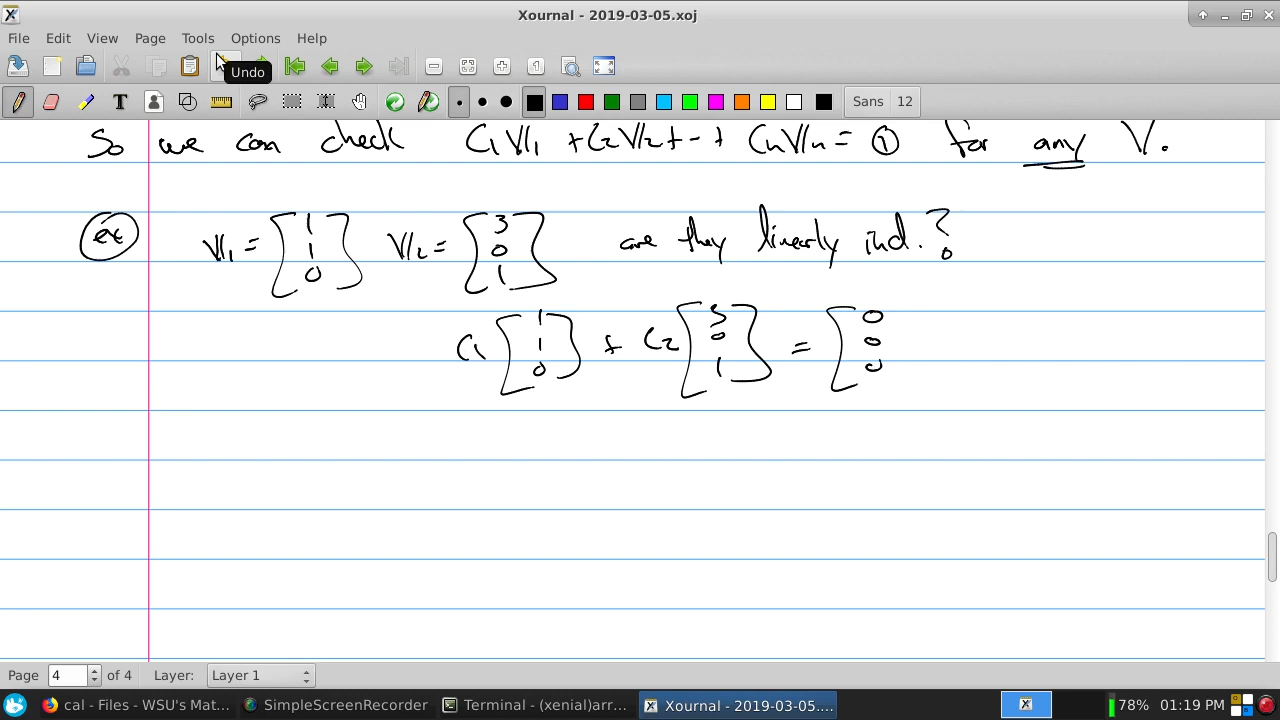 Xournal - 2019-03-05.xoj
File Edit View Page Tools Options Help
Undo
T Sans 12
So we can check C1V1 + C2V2 + -- + CnVn = 0 for any V.
ex V1 = [1 1 0] V2 = [3 0 1] are they linearly ind.?
C1 [1 1 0] + C2 [3 0 1] = [0 0 0
Page 4 of 4 Layer: Layer 1
cal - Files - WSU's Mat... SimpleScreenRecorder Terminal - (xenial)arr... Xournal - 2019-03-05.... 78% 01:19 PM